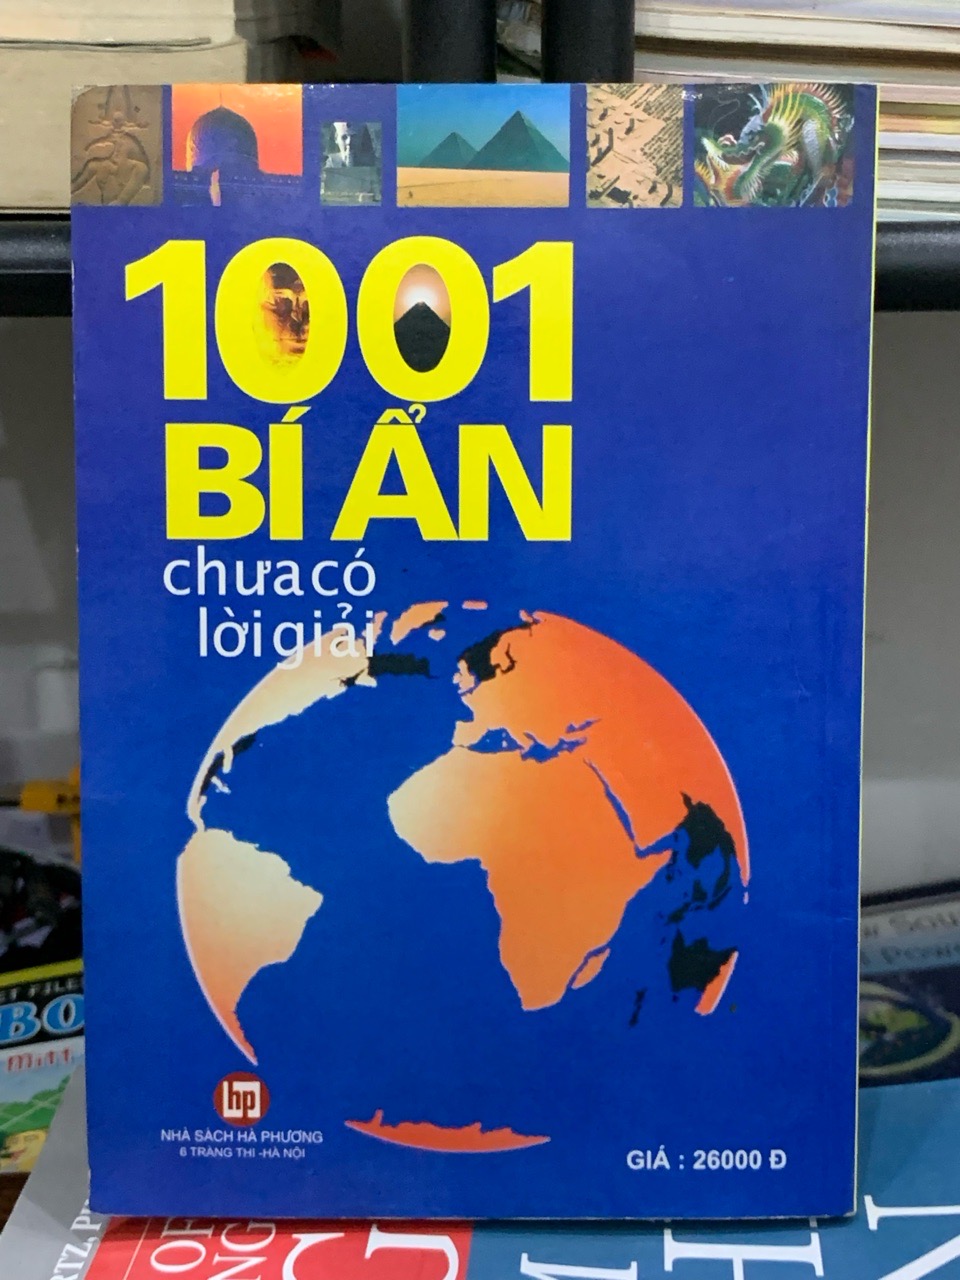 1001
BÍ ẨN
chưa có
lời giải
hp
NHÀ SÁCH HÀ PHƯƠNG
6 TRÀNG THI -HÀ NỘI
GIÁ : 26000 Đ
BO